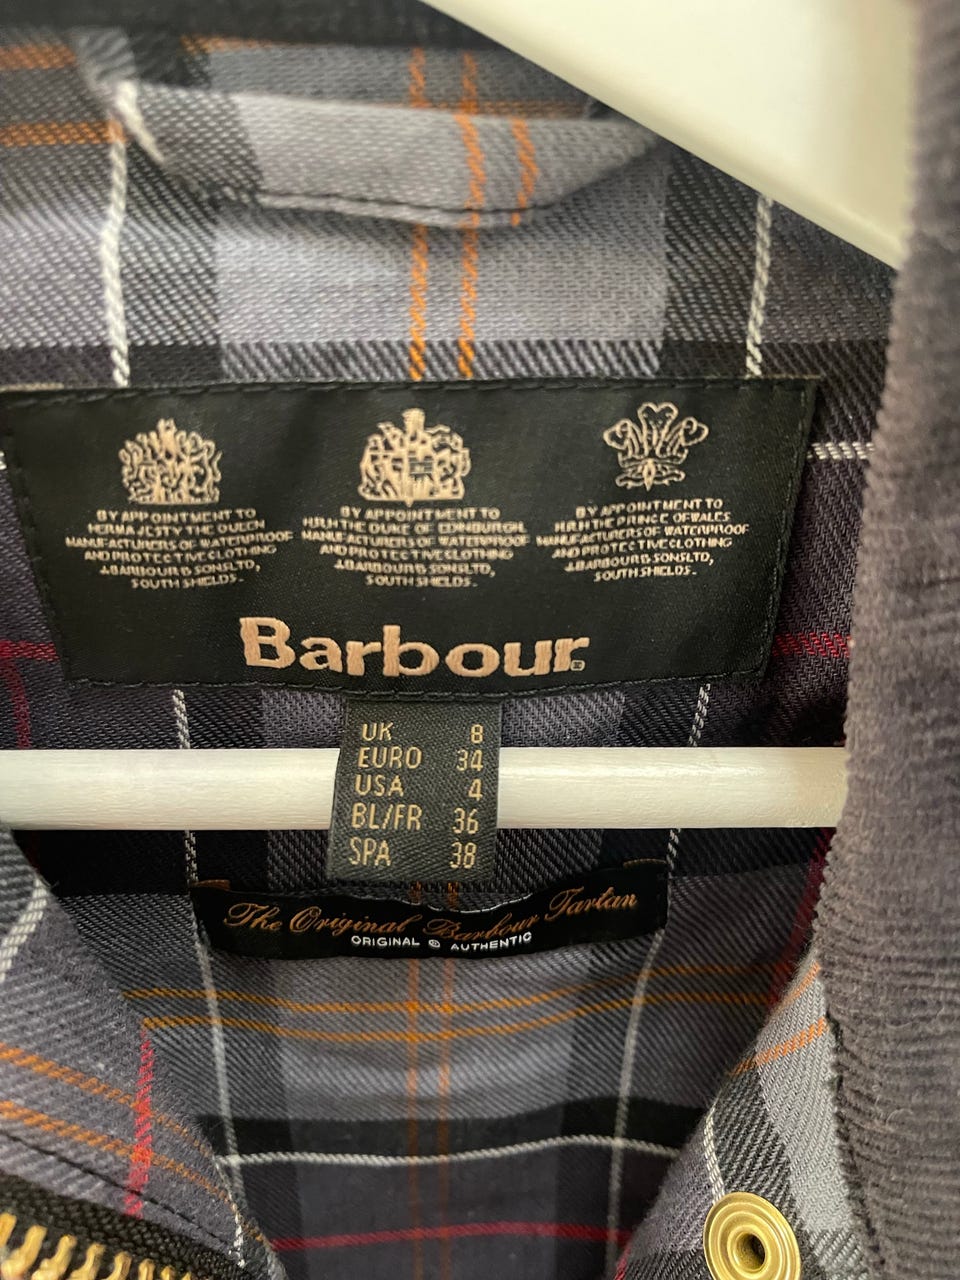 BY APPOINTMENT TO
HER MAJESTY THE QUEEN
MANUFACTURERS OF WATERPROOF
AND PROTECTIVE CLOTHING
J.BARBOUR & SONS LTD,
SOUTH SHIELDS.
BY APPOINTMENT TO
H.R.H THE DUKE OF EDINBURGH
MANUFACTURERS OF WATERPROOF
AND PROTECTIVE CLOTHING
J.BARBOUR & SONS LTD,
SOUTH SHIELDS.
BY APPOINTMENT TO
H.R.H THE PRINCE OF WALES
MANUFACTURERS OF WATERPROOF
AND PROTECTIVE CLOTHING
J.BARBOUR & SONS LTD,
SOUTH SHIELDS.
Barbour®
UK 8
EURO 34
USA 4
BL/FR 36
SPA 38
The Original Barbour Tartan
ORIGINAL & AUTHENTIC